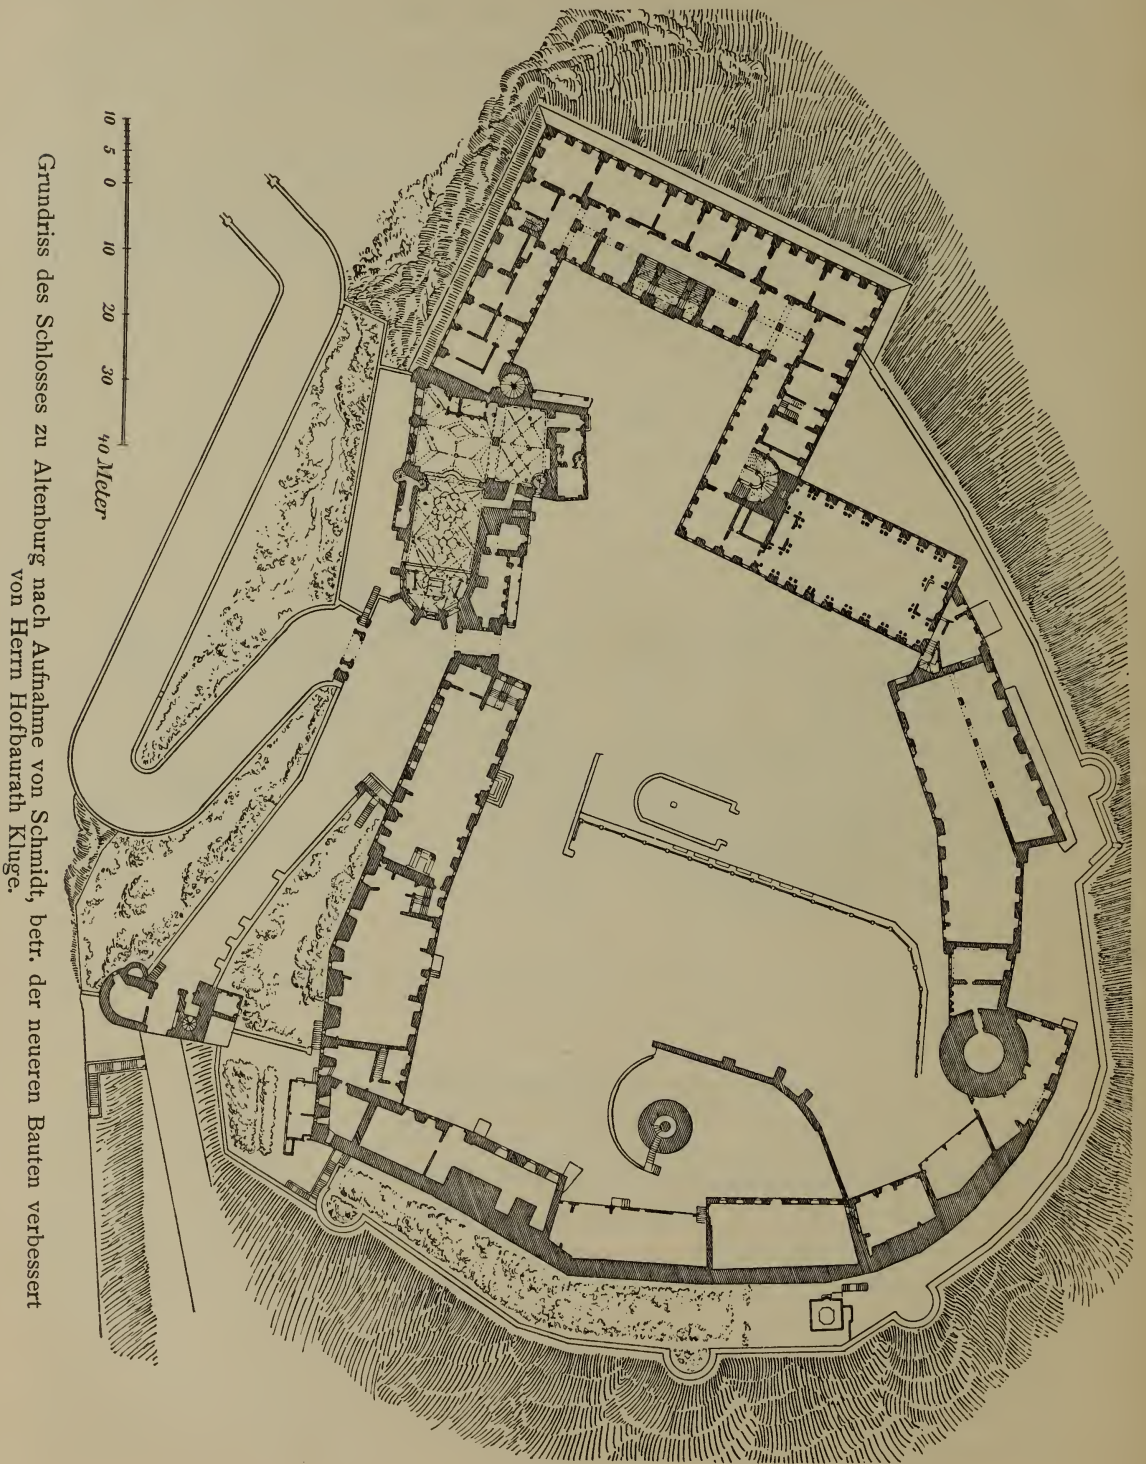 10 5 0 10 20 30 40 Meter
Grundriss des Schlosses zu Altenburg nach Aufnahme von Schmidt, betr. der neueren Bauten verbessert
von Herrn Hofbaurath Kluge.